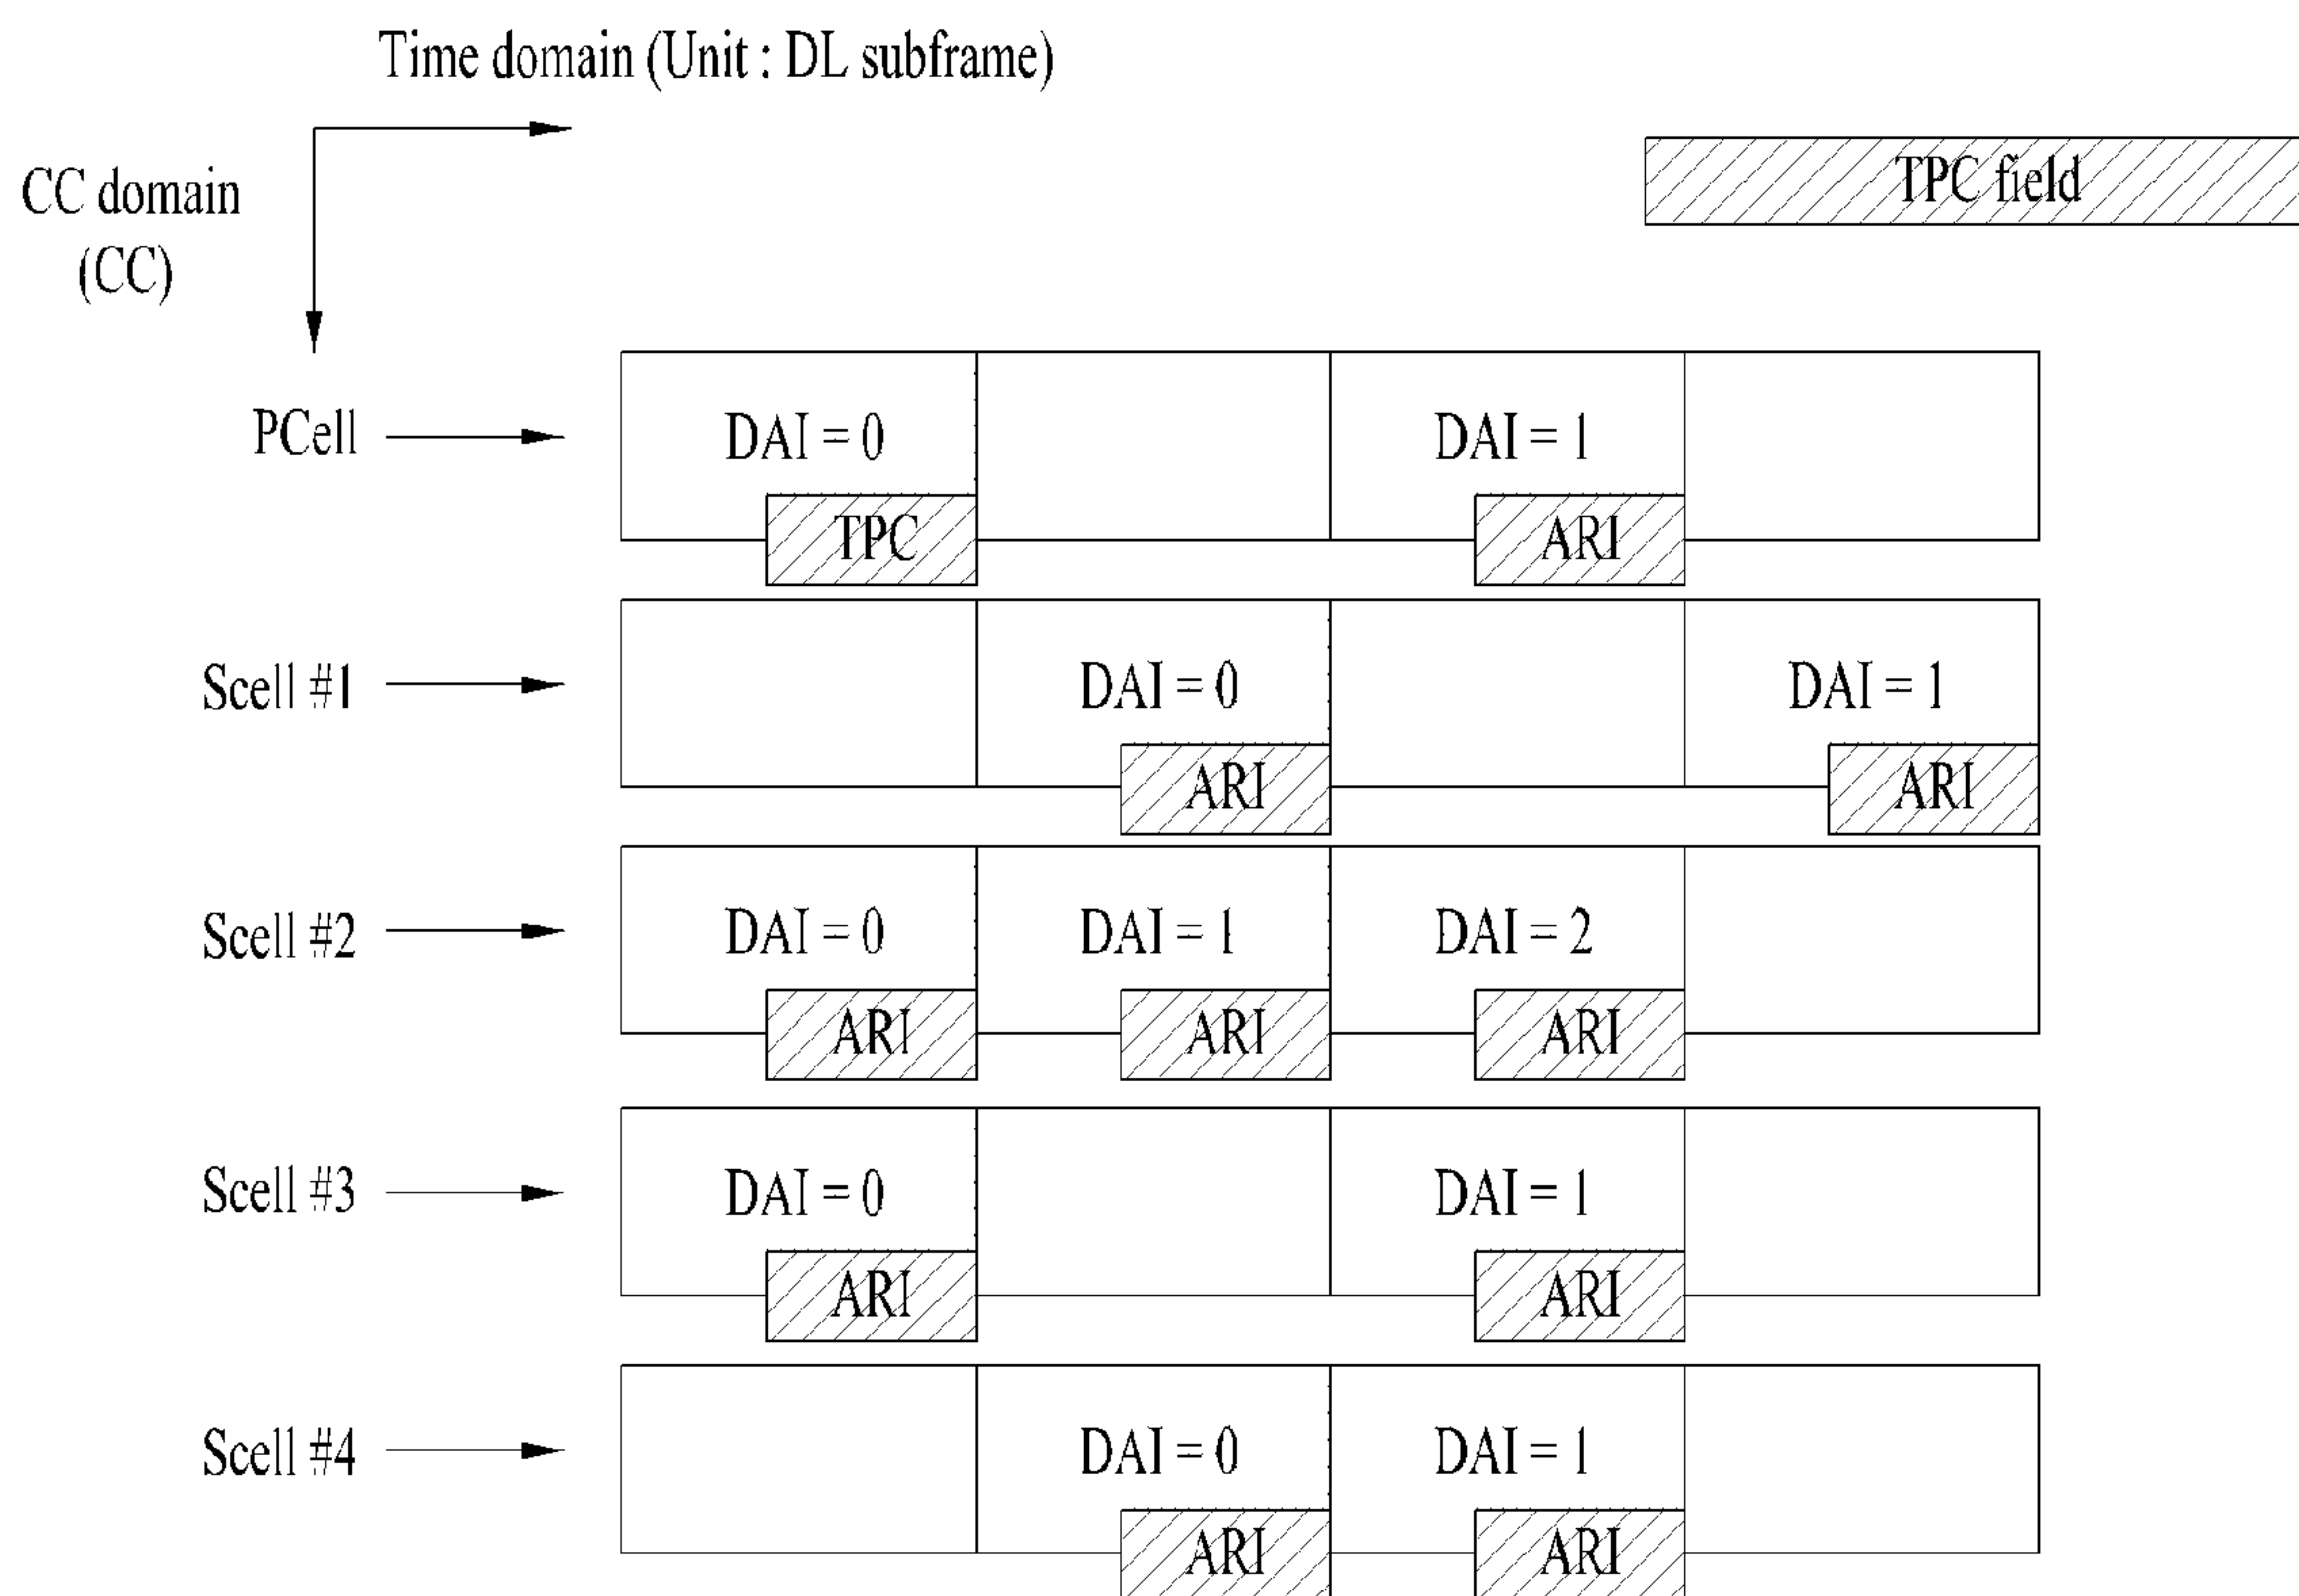 Time domain (Unit : DL subframe)
CC domain
(CC)
TPC field
PCell
DAI = 0
DAI = 1
TPC
ARI
Scell #1
DAI = 0
DAI = 1
ARI
ARI
Scell #2
DAI = 0
DAI = 1
DAI = 2
ARI
ARI
ARI
Scell #3
DAI = 0
DAI = 1
ARI
ARI
Scell #4
DAI = 0
DAI = 1
ARI
ARI